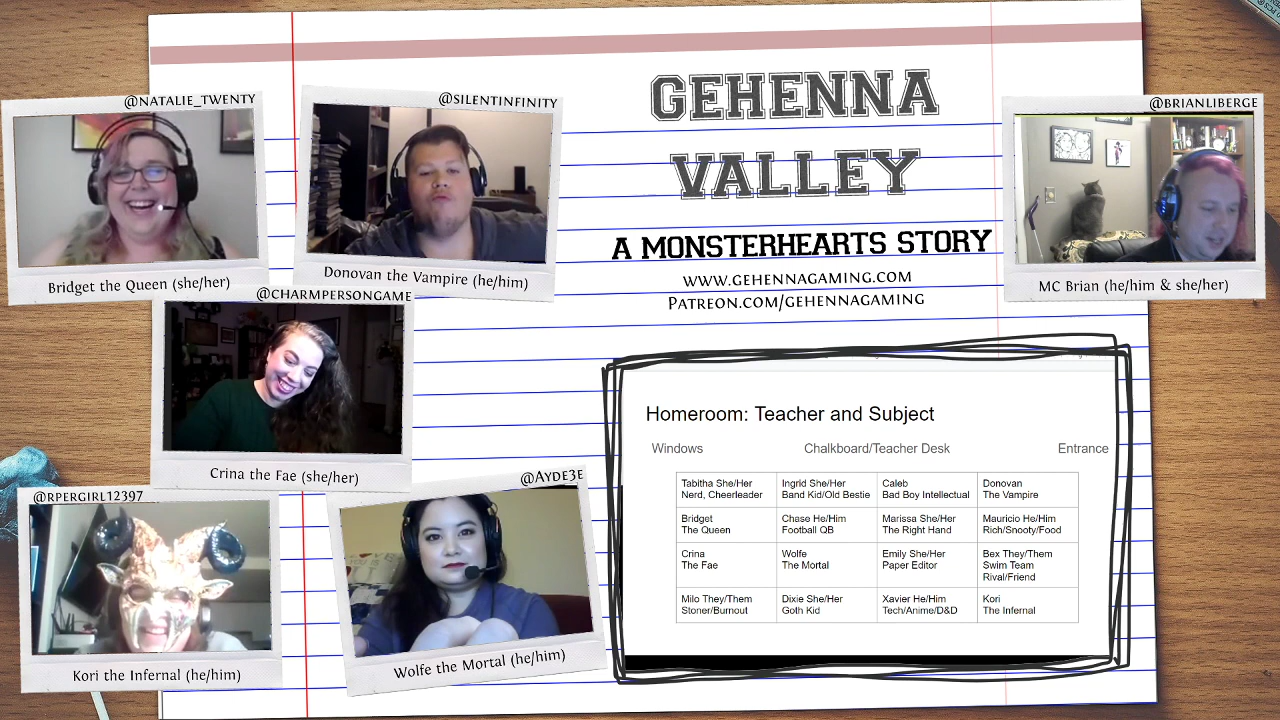 GEHENNA
VALLEY
A MONSTERHEARTS STORY
WWW.GEHENNAGAMING.COM
PATREON.COM/GEHENNAGAMING
@NATALIE_TWENTY
Bridget the Queen (she/her)
@SILENTINFINITY
Donovan the Vampire (he/him)
@BRIANLIBERGE
MC Brian (he/him & she/her)
@CHARMPERSONGAME
Crina the Fae (she/her)
@RPERGIRL12397
Kori the Infernal (he/him)
@AYDE3E
Wolfe the Mortal (he/him)
Homeroom: Teacher and Subject
Windows Chalkboard/Teacher Desk Entrance
Tabitha She/Her
Nerd, Cheerleader
Ingrid She/Her
Band Kid/Old Bestie
Caleb
Bad Boy Intellectual
Donovan
The Vampire
Bridget
The Queen
Chase He/Him
Football QB
Marissa She/Her
The Right Hand
Mauricio He/Him
Rich/Snooty/Food
Crina
The Fae
Wolfe
The Mortal
Emily She/Her
Paper Editor
Bex They/Them
Swim Team
Rival/Friend
Milo They/Them
Stoner/Burnout
Dixie She/Her
Goth Kid
Xavier He/Him
Tech/Anime/D&D
Kori
The Infernal